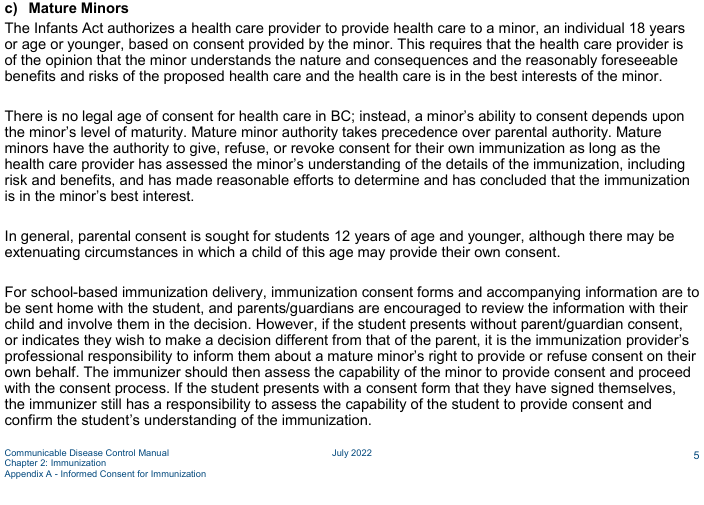 c) Mature Minors
The Infants Act authorizes a health care provider to provide health care to a minor, an individual 18 years
or age or younger, based on consent provided by the minor. This requires that the health care provider is
of the opinion that the minor understands the nature and consequences and the reasonably foreseeable
benefits and risks of the proposed health care and the health care is in the best interests of the minor.
There is no legal age of consent for health care in BC; instead, a minor’s ability to consent depends upon
the minor’s level of maturity. Mature minor authority takes precedence over parental authority. Mature
minors have the authority to give, refuse, or revoke consent for their own immunization as long as the
health care provider has assessed the minor’s understanding of the details of the immunization, including
risk and benefits, and has made reasonable efforts to determine and has concluded that the immunization
is in the minor’s best interest.
In general, parental consent is sought for students 12 years of age and younger, although there may be
extenuating circumstances in which a child of this age may provide their own consent.
For school-based immunization delivery, immunization consent forms and accompanying information are to
be sent home with the student, and parents/guardians are encouraged to review the information with their
child and involve them in the decision. However, if the student presents without parent/guardian consent,
or indicates they wish to make a decision different from that of the parent, it is the immunization provider’s
professional responsibility to inform them about a mature minor’s right to provide or refuse consent on their
own behalf. The immunizer should then assess the capability of the minor to provide consent and proceed
with the consent process. If the student presents with a consent form that they have signed themselves,
the immunizer still has a responsibility to assess the capability of the student to provide consent and
confirm the student’s understanding of the immunization.
Communicable Disease Control Manual July 2022 5
Chapter 2: Immunization
Appendix A - Informed Consent for Immunization